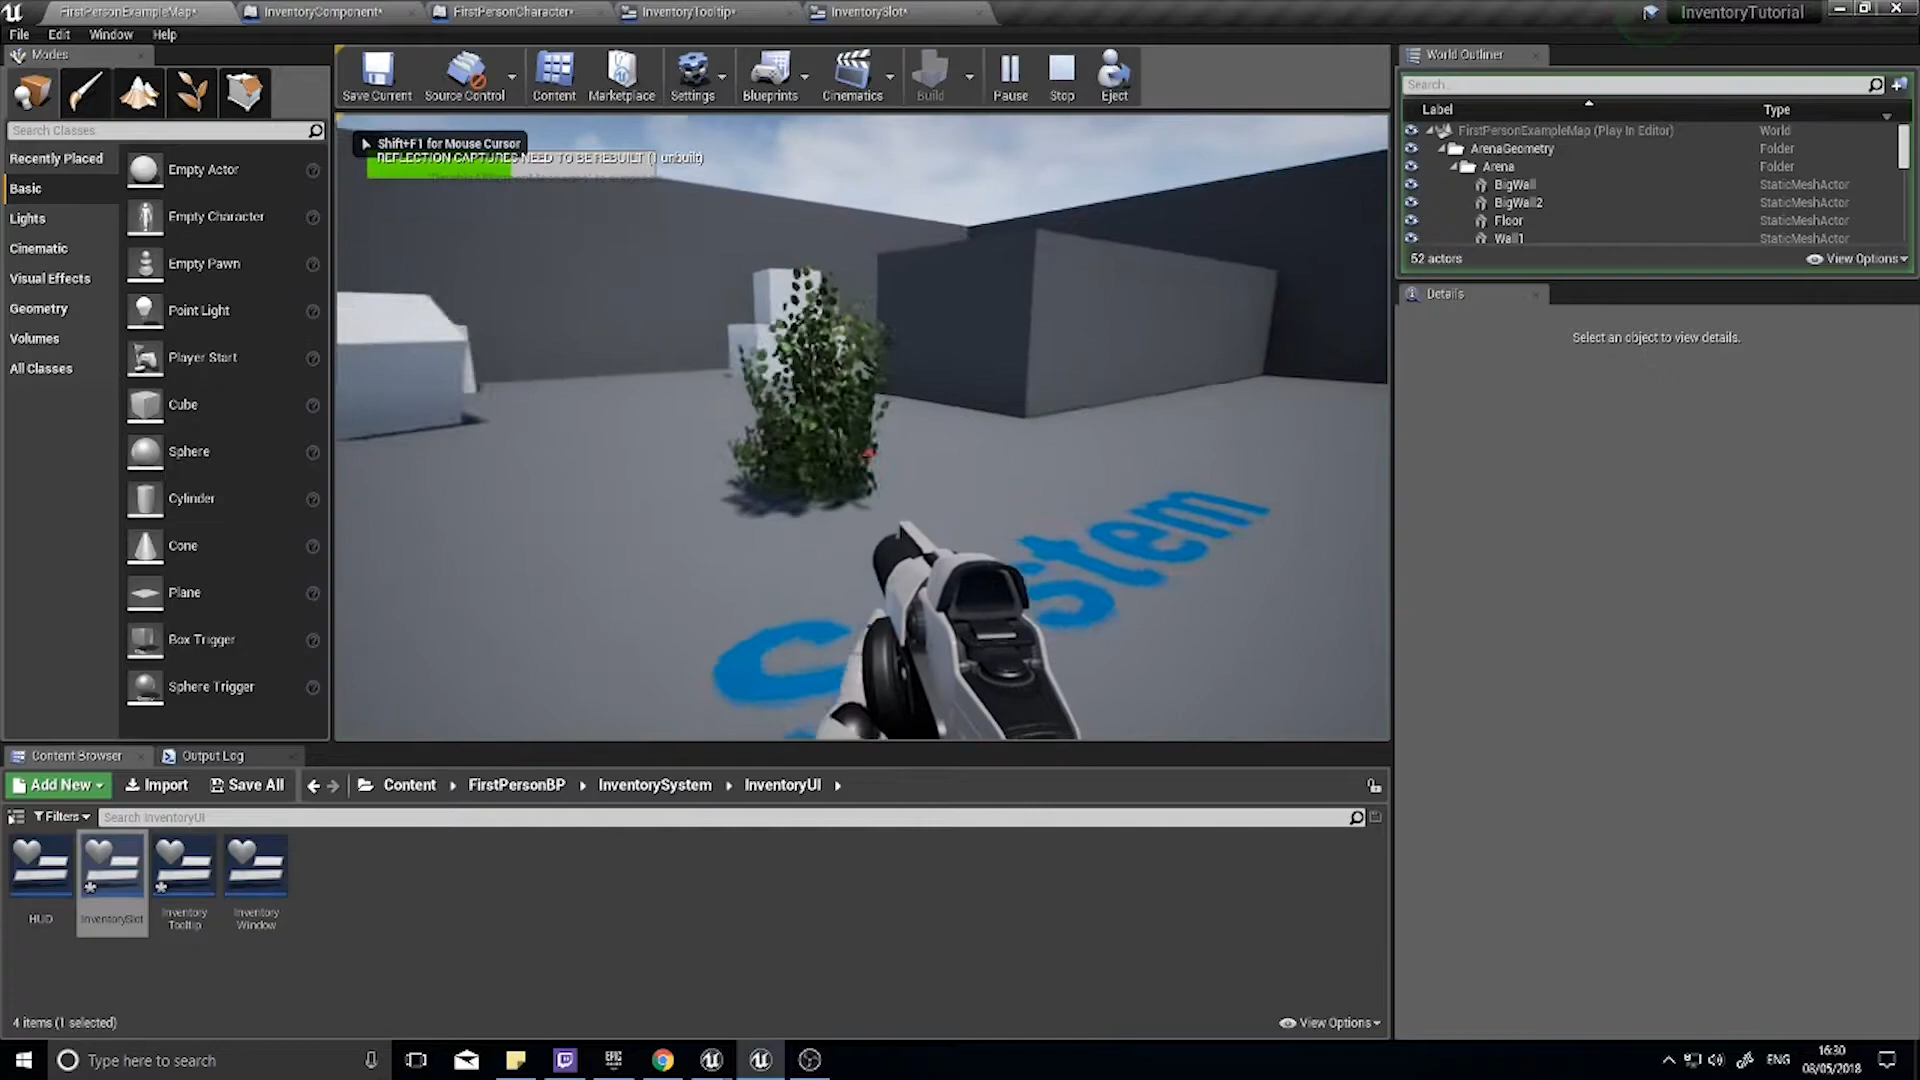 FirstPersonExampleMap*
InventoryComponent*
FirstPersonCharacter*
InventoryTooltip*
InventorySlot*
InventoryTutorial
File Edit Window Help
Modes
Search Classes
Recently Placed
Basic
Lights
Cinematic
Visual Effects
Geometry
Volumes
All Classes
Empty Actor
Empty Character
Empty Pawn
Point Light
Player Start
Cube
Sphere
Cylinder
Cone
Plane
Box Trigger
Sphere Trigger
Save Current
Source Control
Content
Marketplace
Settings
Blueprints
Cinematics
Build
Pause
Stop
Eject
Shift+F1 for Mouse Cursor
REFLECTION CAPTURES NEED TO BE REBUILT (1 unbuilt)
System
World Outliner
Search...
Label Type
FirstPersonExampleMap (Play In Editor) World
ArenaGeometry Folder
Arena Folder
BigWall StaticMeshActor
BigWall2 StaticMeshActor
Floor StaticMeshActor
Wall1 StaticMeshActor
52 actors View Options
Details
Select an object to view details.
Content Browser
Output Log
Add New Import Save All Content FirstPersonBP InventorySystem InventoryUI
Filters Search InventoryUI
HUD
InventorySlot
Inventory Tooltip
Inventory Window
4 items (1 selected) View Options
Type here to search
EPIC
ENG
16:30
08/05/2018